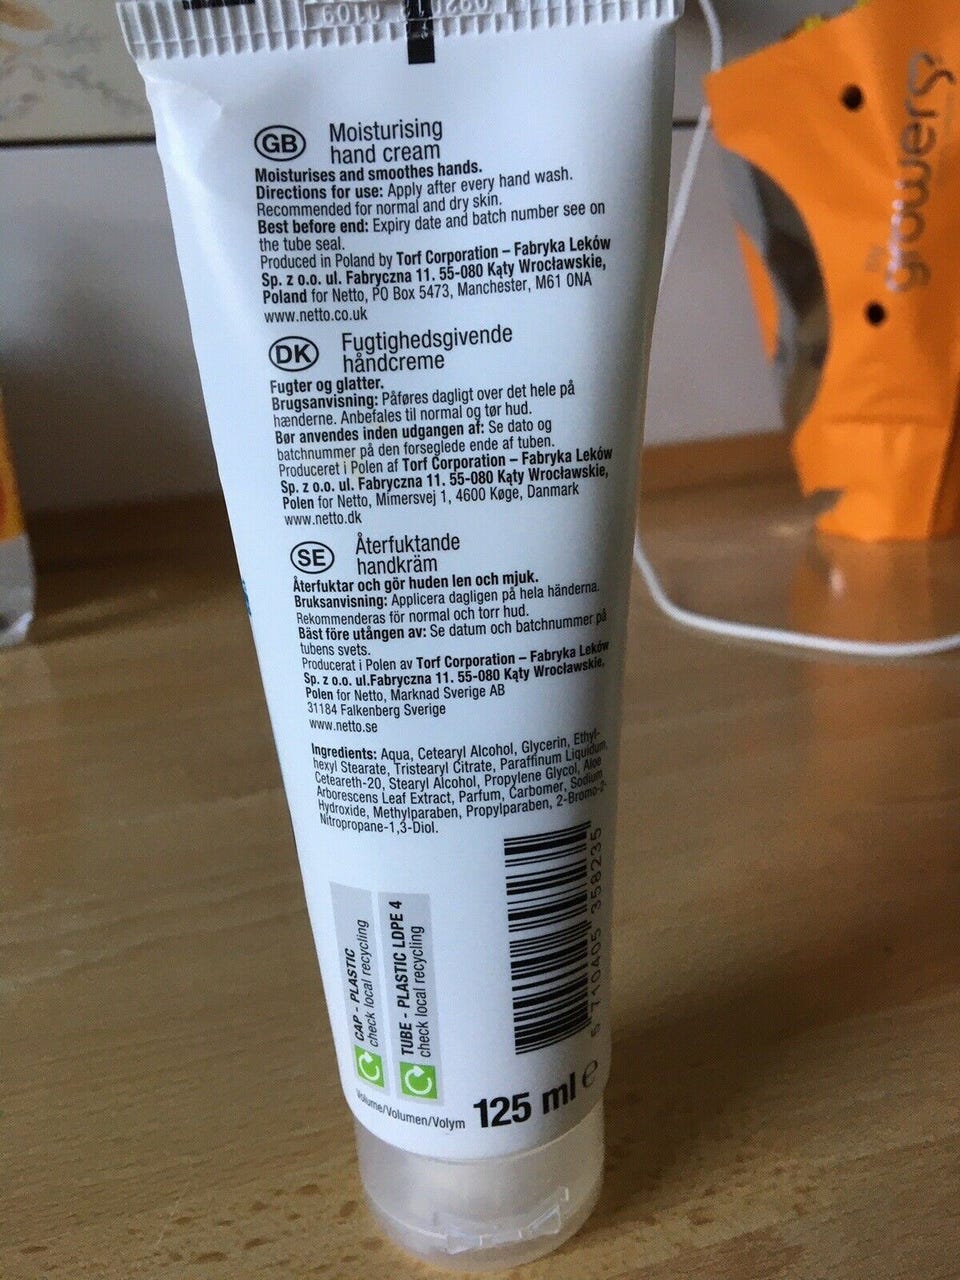 GB
Moisturising
hand cream
Moisturises and smoothes hands.
Directions for use: Apply after every hand wash.
Recommended for normal and dry skin.
Best before end: Expiry date and batch number see on
the tube seal.
Produced in Poland by Torf Corporation – Fabryka Leków
Sp. z o.o. ul. Fabryczna 11. 55-080 Kąty Wrocławskie,
Poland for Netto, PO Box 5473, Manchester, M61 0NA
www.netto.co.uk
DK
Fugtighedsgivende
håndcreme
Fugter og glatter.
Brugsanvisning: Påføres dagligt over det hele på
hænderne. Anbefales til normal og tør hud.
Bør anvendes inden udgangen af: Se dato og
batchnummer på den forseglede ende af tuben.
Produceret i Polen af Torf Corporation – Fabryka Leków
Sp. z o.o. ul. Fabryczna 11. 55-080 Kąty Wrocławskie,
Polen for Netto, Mimersvej 1, 4600 Køge, Danmark
www.netto.dk
SE
Återfuktande
handkräm
Återfuktar och gör huden len och mjuk.
Bruksanvisning: Applicera dagligen på hela händerna.
Rekommenderas för normal och torr hud.
Bäst före utången av: Se datum och batchnummer på
tubens svets.
Producerat i Polen av Torf Corporation – Fabryka Leków
Sp. z o.o. ul.Fabryczna 11. 55-080 Kąty Wrocławskie,
Polen for Netto, Marknad Sverige AB
31184 Falkenberg Sverige
www.netto.se
Ingredients: Aqua, Cetearyl Alcohol, Glycerin, Ethyl-
hexyl Stearate, Tristearyl Citrate, Paraffinum Liquidum,
Ceteareth-20, Stearyl Alcohol, Propylene Glycol, Aloe
Arborescens Leaf Extract, Parfum, Carbomer, Sodium
Hydroxide, Methylparaben, Propylparaben, 2-Bromo-2-
Nitropropane-1,3-Diol.
CAP - PLASTIC
check local recycling
TUBE - PLASTIC LDPE 4
check local recycling
5 710405 358235
Volume/Volumen/Volym 125 ml e
growers